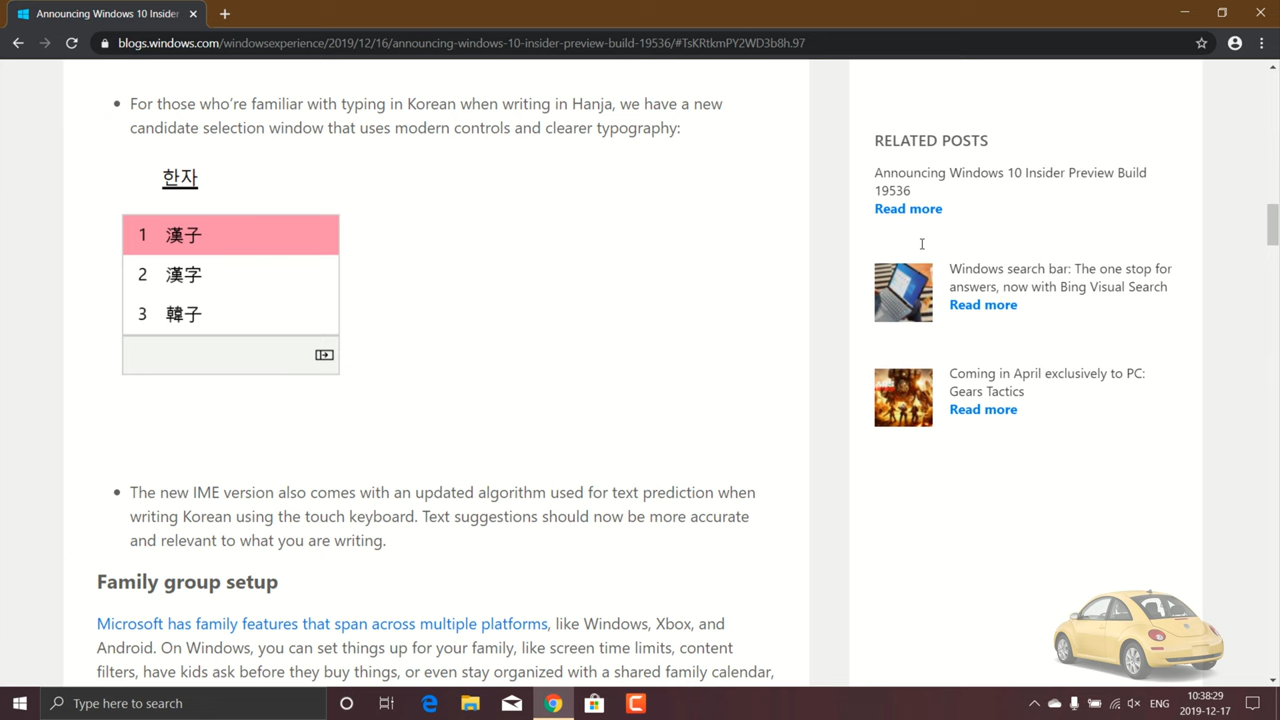 Announcing Windows 10 Insider
blogs.windows.com/windowsexperience/2019/12/16/announcing-windows-10-insider-preview-build-19536/#TsKRtkmPY2WD3b8h.97
For those who're familiar with typing in Korean when writing in Hanja, we have a new
candidate selection window that uses modern controls and clearer typography:
한자
1 漢子
2 漢字
3 韓子
The new IME version also comes with an updated algorithm used for text prediction when
writing Korean using the touch keyboard. Text suggestions should now be more accurate
and relevant to what you are writing.
Family group setup
Microsoft has family features that span across multiple platforms, like Windows, Xbox, and
Android. On Windows, you can set things up for your family, like screen time limits, content
filters, have kids ask before they buy things, or even stay organized with a shared family calendar,
RELATED POSTS
Announcing Windows 10 Insider Preview Build
19536
Read more
Windows search bar: The one stop for
answers, now with Bing Visual Search
Read more
Coming in April exclusively to PC:
Gears Tactics
Read more
Type here to search
ENG
10:38:29
2019-12-17